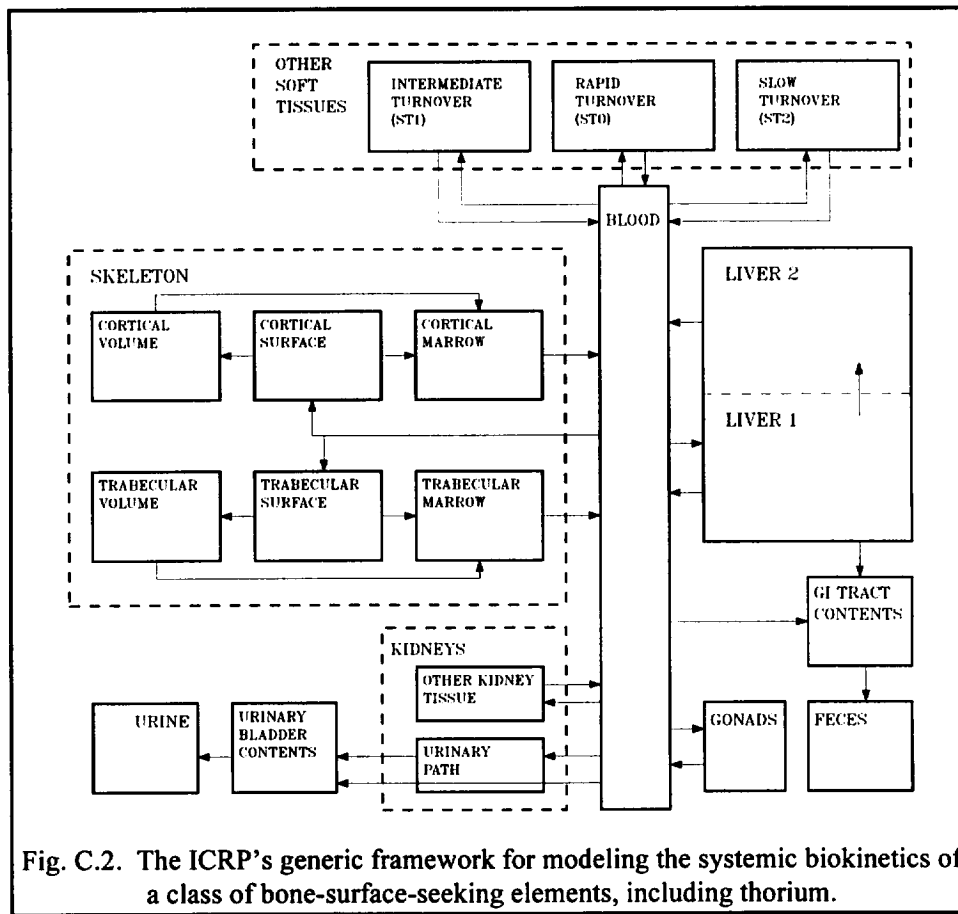 OTHER
SOFT
TISSUES
INTERMEDIATE
TURNOVER
(ST1)
RAPID
TURNOVER
(ST0)
SLOW
TURNOVER
(ST2)
BLOOD
SKELETON
CORTICAL
VOLUME
CORTICAL
SURFACE
CORTICAL
MARROW
TRABECULAR
VOLUME
TRABECULAR
SURFACE
TRABECULAR
MARROW
LIVER 2
LIVER 1
GI TRACT
CONTENTS
FECES
GONADS
KIDNEYS
OTHER KIDNEY
TISSUE
URINARY
PATH
URINARY
BLADDER
CONTENTS
URINE
Fig. C.2. The ICRP's generic framework for modeling the systemic biokinetics of
a class of bone-surface-seeking elements, including thorium.